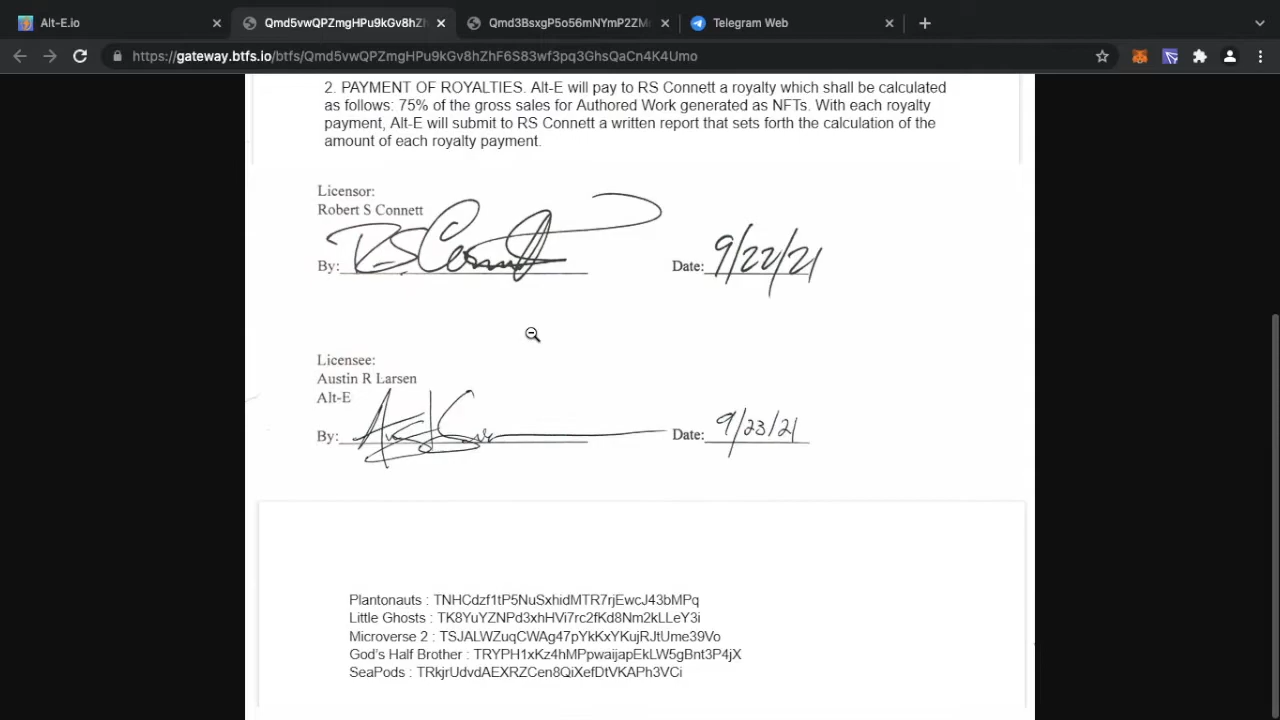 Alt-E.io
Qmd5vwQPZmgHPu9kGv8hZh
Qmd3BsxgP5o56mNYmP2ZM
Telegram Web
https://gateway.btfs.io/btfs/Qmd5vwQPZmgHPu9kGv8hZhF6S83wf3pq3GhsQaCn4K4Umo
2. PAYMENT OF ROYALTIES. Alt-E will pay to RS Connett a royalty which shall be calculated
as follows: 75% of the gross sales for Authored Work generated as NFTs. With each royalty
payment, Alt-E will submit to RS Connett a written report that sets forth the calculation of the
amount of each royalty payment.
Licensor:
Robert S Connett
By: RS Connett Date: 9/22/21
Licensee:
Austin R Larsen
Alt-E
By: Date: 9/23/21
Plantonauts : TNHCdzf1tP5NuSxhidMTR7rjEwcJ43bMPq
Little Ghosts : TK8YuYZNPd3xhHVi7rc2fKd8Nm2kLLeY3i
Microverse 2 : TSJALWZuqCWAg47pYkKxYKujRJtUme39Vo
God's Half Brother : TRYPH1xKz4hMPpwaijapEkLW5gBnt3P4jX
SeaPods : TRkjrUdvdAEXRZCen8QiXefDtVKAPh3VCi